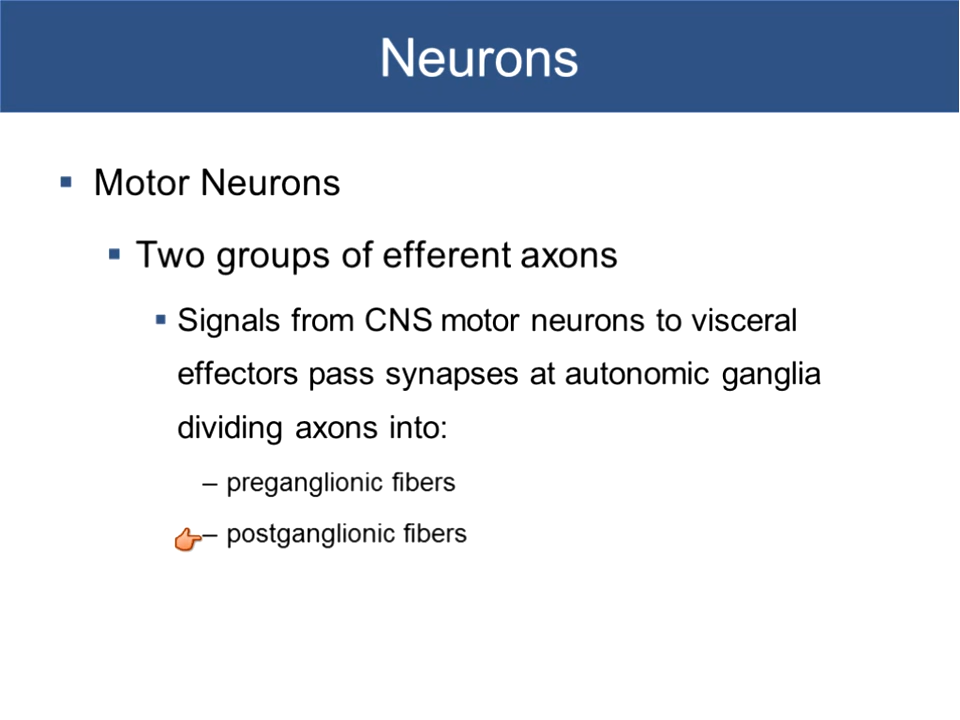 Neurons
Motor Neurons
Two groups of efferent axons
Signals from CNS motor neurons to visceral
effectors pass synapses at autonomic ganglia
dividing axons into:
– preganglionic fibers
– postganglionic fibers